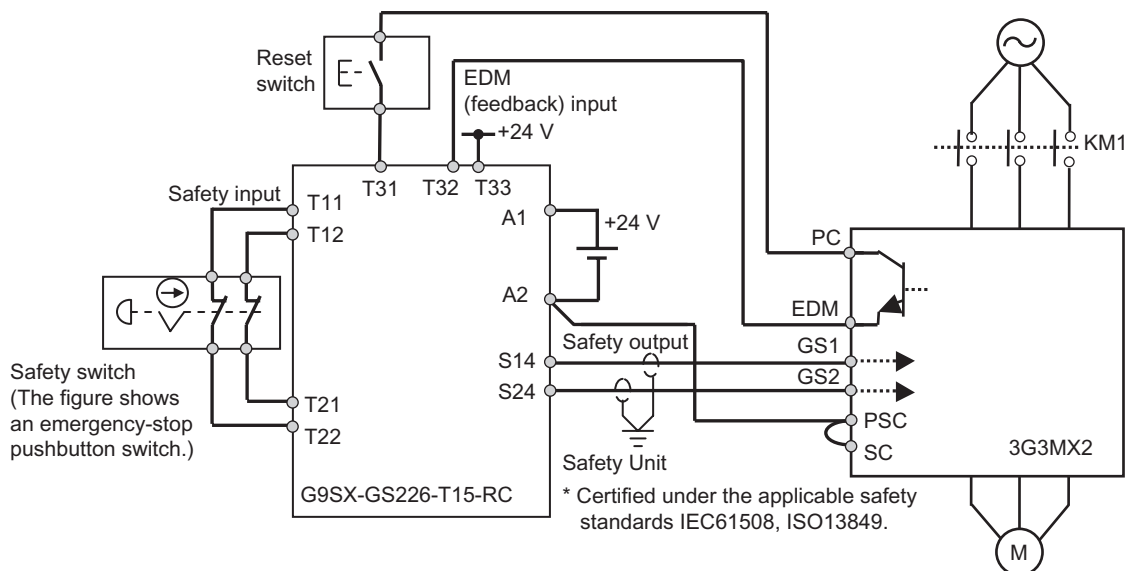 Reset
switch
EDM
(feedback) input
+24 V
KM1
T31
T32
T33
Safety input
T11
T12
A1
+24 V
PC
A2
EDM
Safety output
GS1
S14
GS2
S24
PSC
SC
Safety switch
(The figure shows
an emergency-stop
pushbutton switch.)
T21
T22
3G3MX2
Safety Unit
G9SX-GS226-T15-RC
* Certified under the applicable safety
standards IEC61508, ISO13849.
M